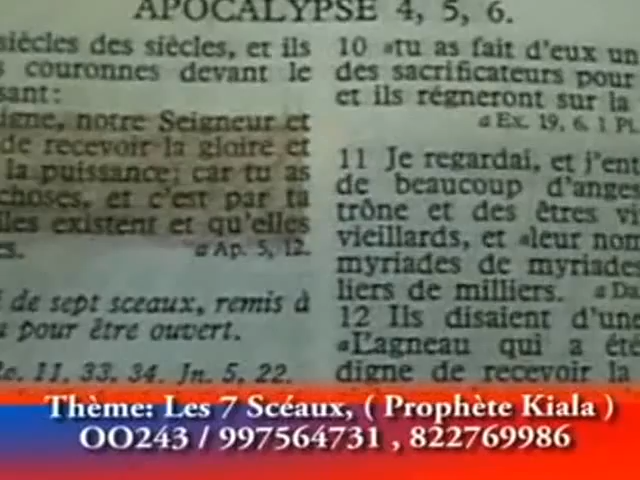 APOCALYPSE 4, 5, 6.
siècles des siècles, et ils
s couronnes devant le
sant:
igne, notre Seigneur et
de recevoir la gloire et
la puissance; car tu as
choses, et c'est par ta
lles existent et qu'elles
es. a Ap. 5, 12.
de sept sceaux, remis à
pour être ouvert.
11. 33. 34. Jn. 5, 22.
10 atu as fait d'eux un
des sacrificateurs pour
et ils régneront sur la
a Ex. 19, 6. 1 Pi.
11 Je regardai, et j'ent
de beaucoup d'anges
trône et des êtres vi
vieillards, et aleur nom
myriades de myriades
liers de milliers. a Da
12 Ils disaient d'une
aL'agneau qui a été
digne de recevoir la
Thème: Les 7 Scéaux, ( Prophète Kiala )
OO243 / 997564731 , 822769986